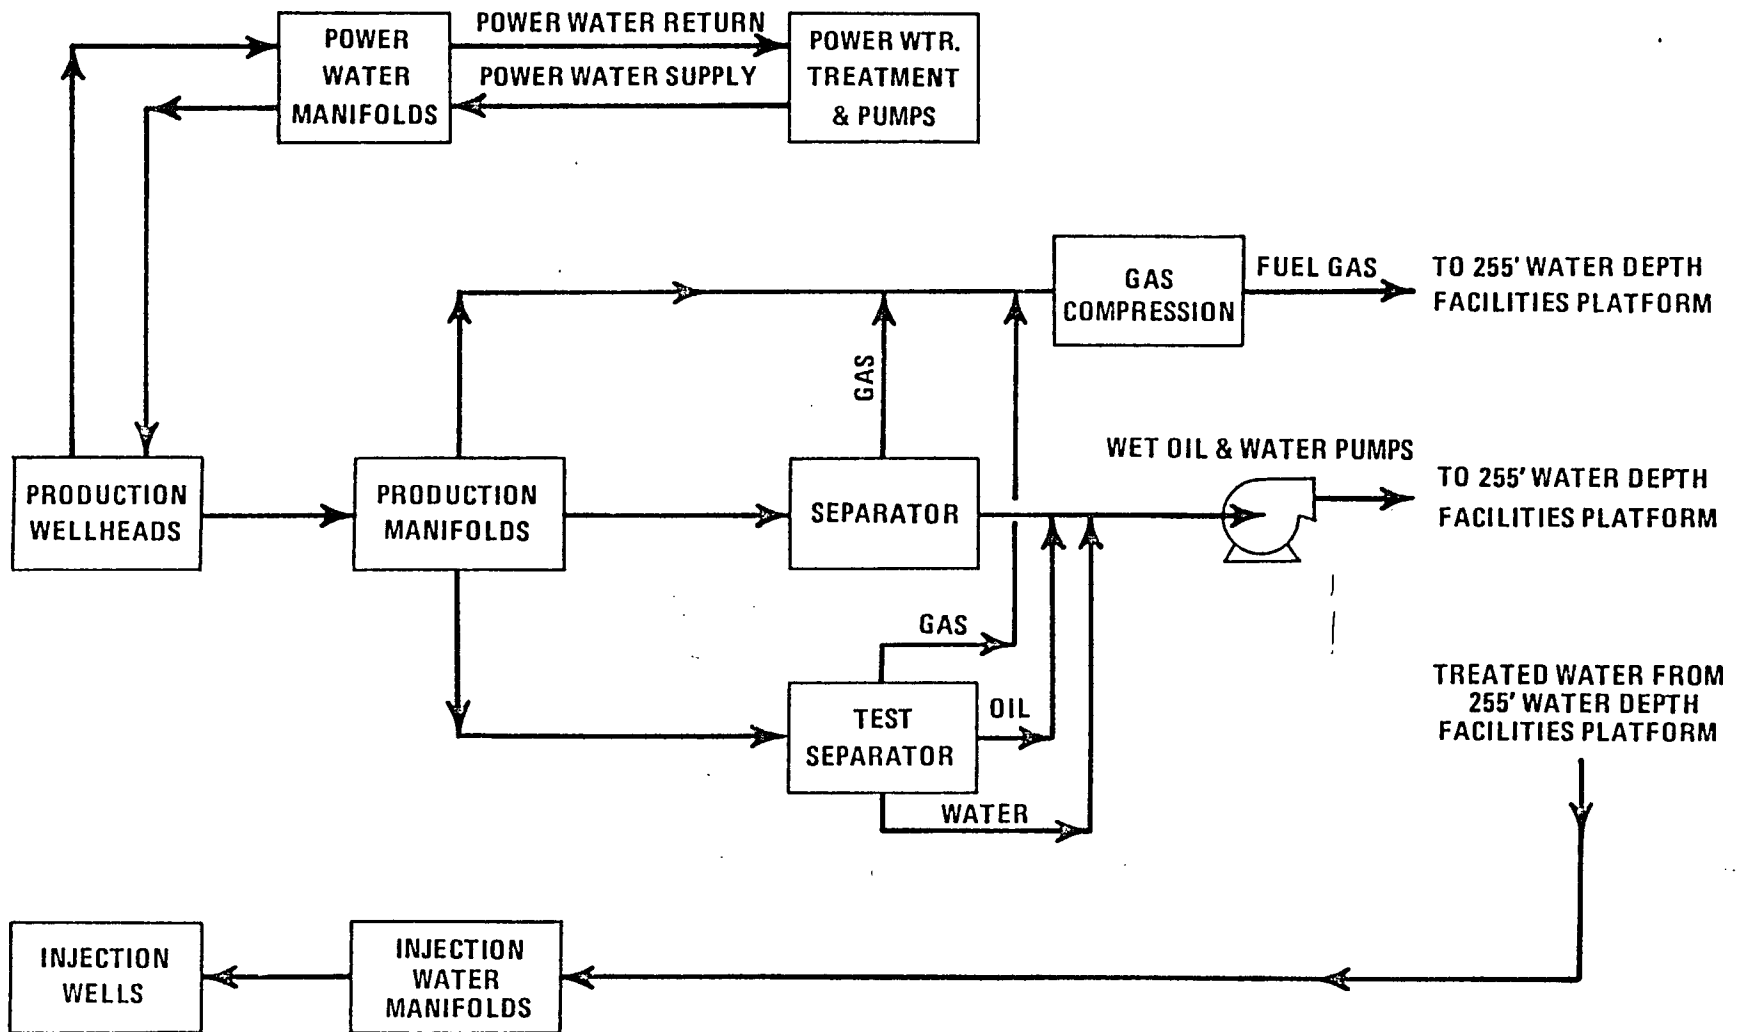 POWER
WATER
MANIFOLDS
POWER WATER RETURN
POWER WATER SUPPLY
POWER WTR.
TREATMENT
& PUMPS
GAS
COMPRESSION
FUEL GAS
TO 255' WATER DEPTH
FACILITIES PLATFORM
GAS
PRODUCTION
WELLHEADS
PRODUCTION
MANIFOLDS
SEPARATOR
WET OIL & WATER PUMPS
TO 255' WATER DEPTH
FACILITIES PLATFORM
GAS
TEST
SEPARATOR
OIL
WATER
TREATED WATER FROM
255' WATER DEPTH
FACILITIES PLATFORM
INJECTION
WELLS
INJECTION
WATER
MANIFOLDS